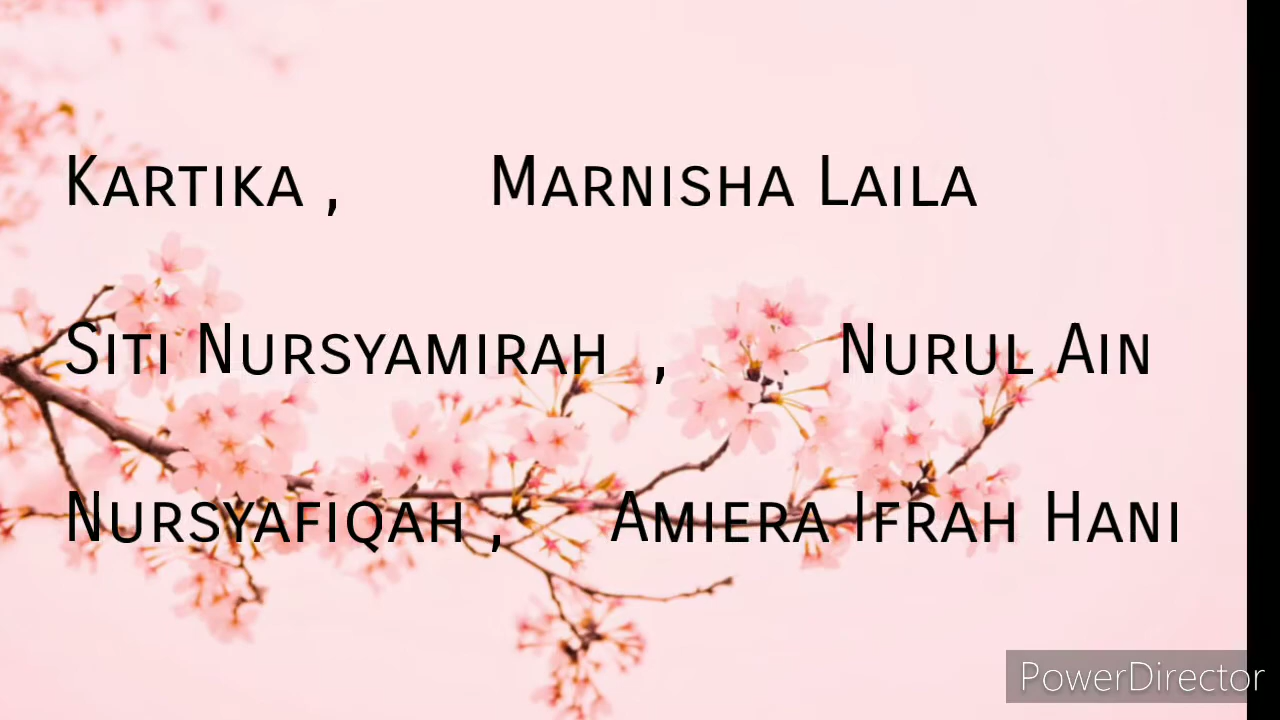 Kartika , Marnisha Laila
Siti Nursyamirah , Nurul Ain
Nursyafiqah , Amiera Ifrah Hani
PowerDirector